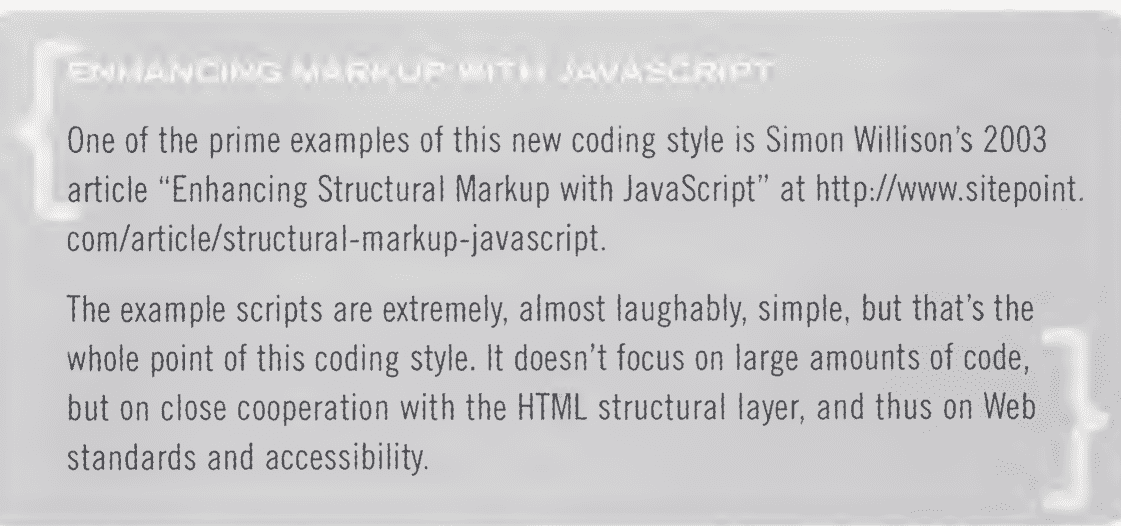 ENHANCING MARKUP WITH JAVASCRIPT
One of the prime examples of this new coding style is Simon Willison's 2003
article “Enhancing Structural Markup with JavaScript” at http://www.sitepoint.
com/article/structural-markup-javascript.
The example scripts are extremely, almost laughably, simple, but that's the
whole point of this coding style. It doesn't focus on large amounts of code,
but on close cooperation with the HTML structural layer, and thus on Web
standards and accessibility.